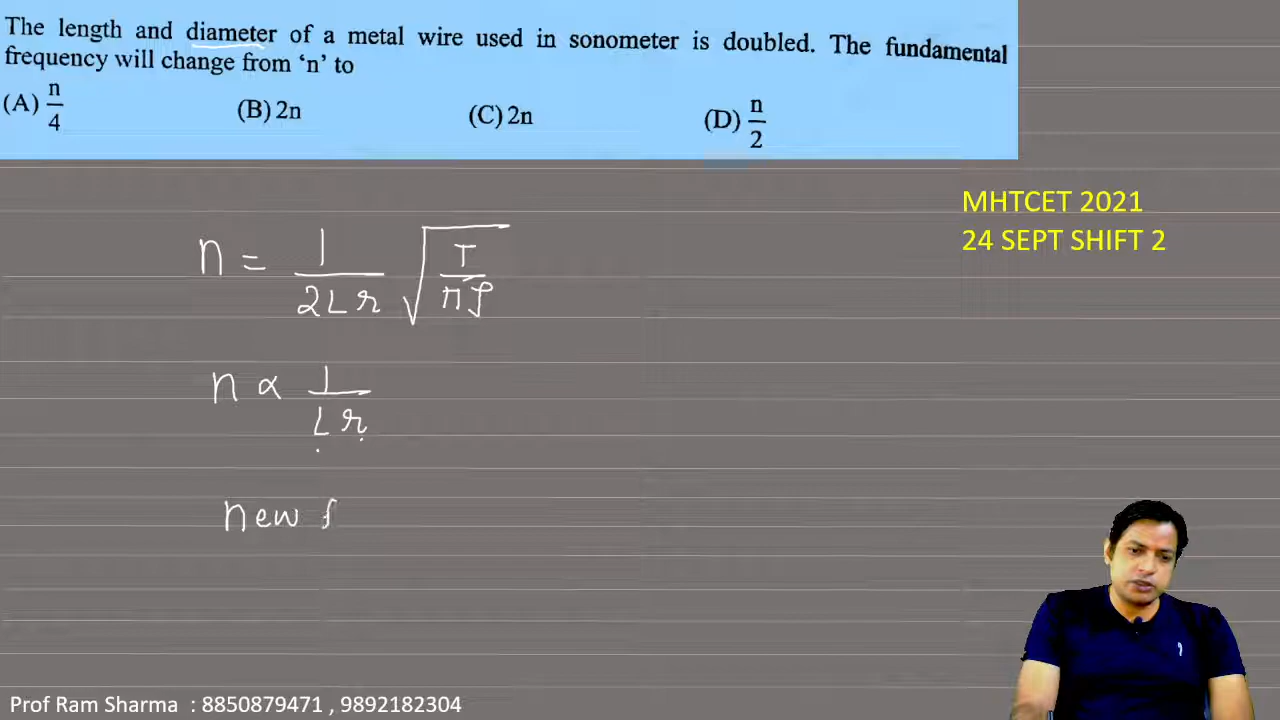 The length and diameter of a metal wire used in sonometer is doubled. The fundamental
frequency will change from ‘n’ to
(A) n/4 (B) 2n (C) 2n (D) n/2
MHTCET 2021
24 SEPT SHIFT 2
n = 1/(2Lr) √(T/(πρ))
n ∝ 1/(Lr)
new f
Prof Ram Sharma : 8850879471 , 9892182304